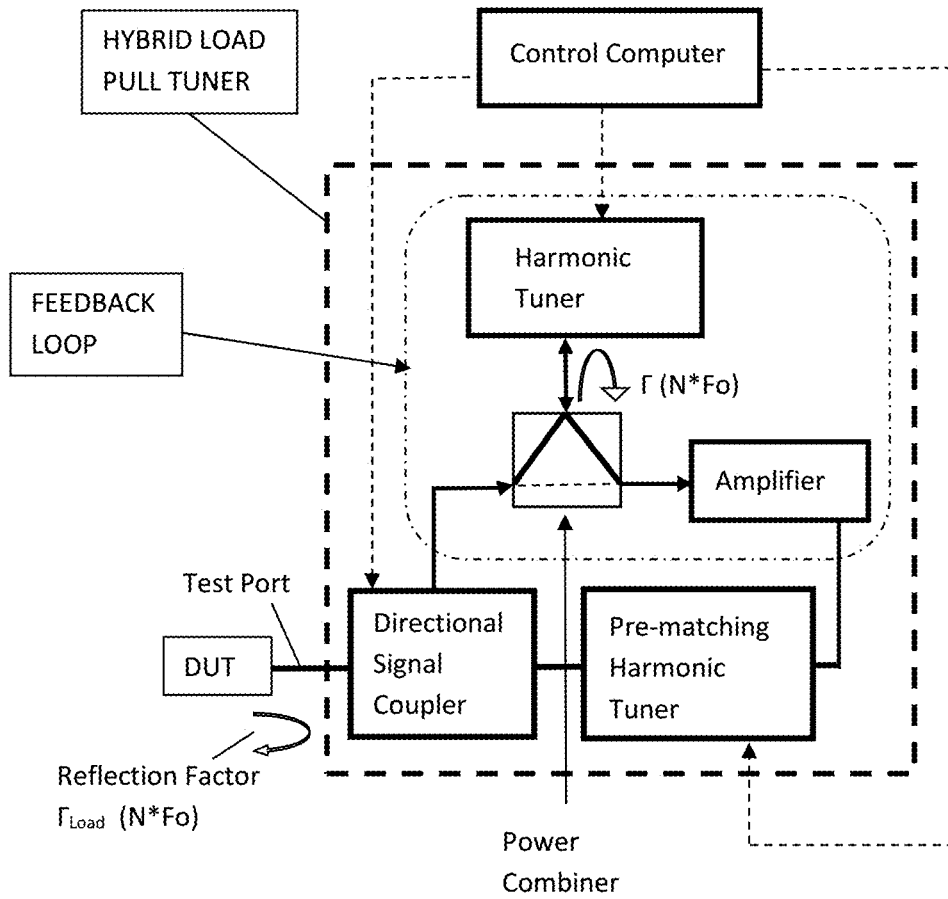 HYBRID LOAD
PULL TUNER
Control Computer
Harmonic
Tuner
FEEDBACK
LOOP
Γ (N*Fo)
Amplifier
Test Port
DUT
Directional
Signal
Coupler
Pre-matching
Harmonic
Tuner
Reflection Factor
ΓLoad (N*Fo)
Power
Combiner